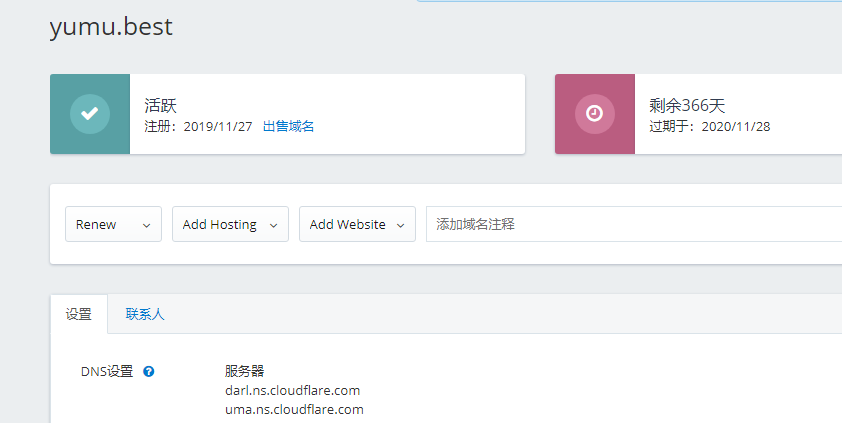 yumu.best
活跃
注册：2019/11/27 出售域名
剩余366天
过期于：2020/11/28
Renew
Add Hosting
Add Website
添加域名注释
设置
联系人
DNS设置
服务器
darl.ns.cloudflare.com
uma.ns.cloudflare.com